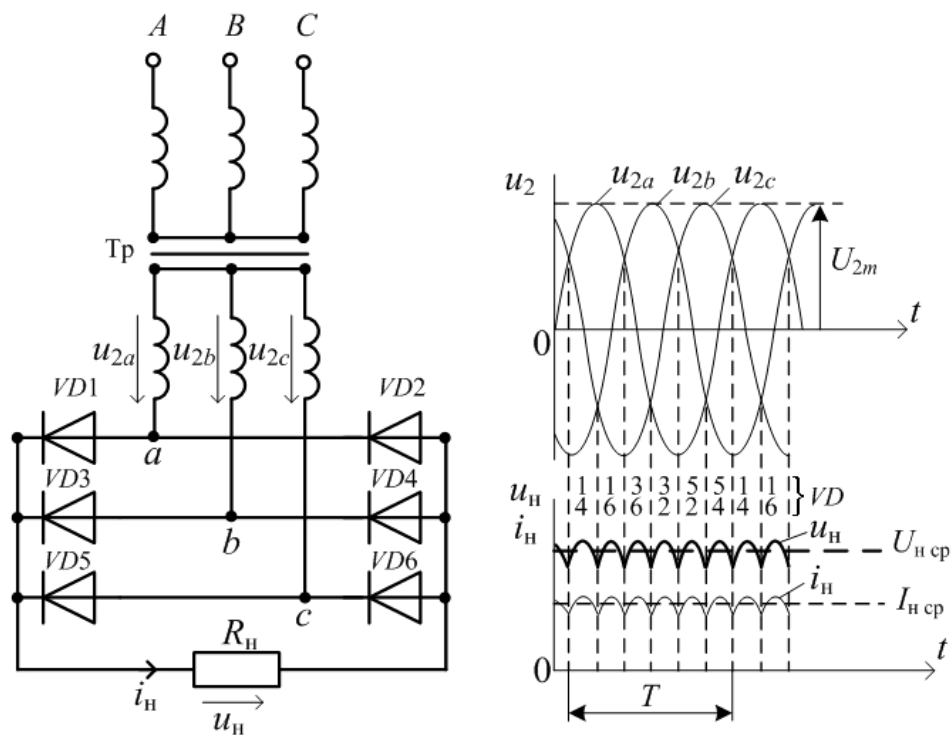 A B C
Тр
u2a u2b u2c
VD1 VD2
a
VD3 VD4
b
VD5 VD6
c
Rн
iн
uн
u2 u2a u2b u2c
U2m
t
0
1 1 3 3 5 5 1 1
4 6 6 2 2 4 4 6
} VD
uн
iн
uн
Uн ср
iн
Iн ср
t
0
T